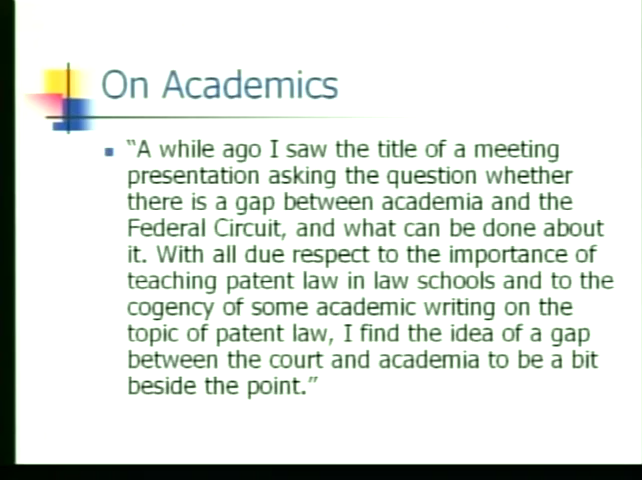 On Academics
"A while ago I saw the title of a meeting
presentation asking the question whether
there is a gap between academia and the
Federal Circuit, and what can be done about
it. With all due respect to the importance of
teaching patent law in law schools and to the
cogency of some academic writing on the
topic of patent law, I find the idea of a gap
between the court and academia to be a bit
beside the point."